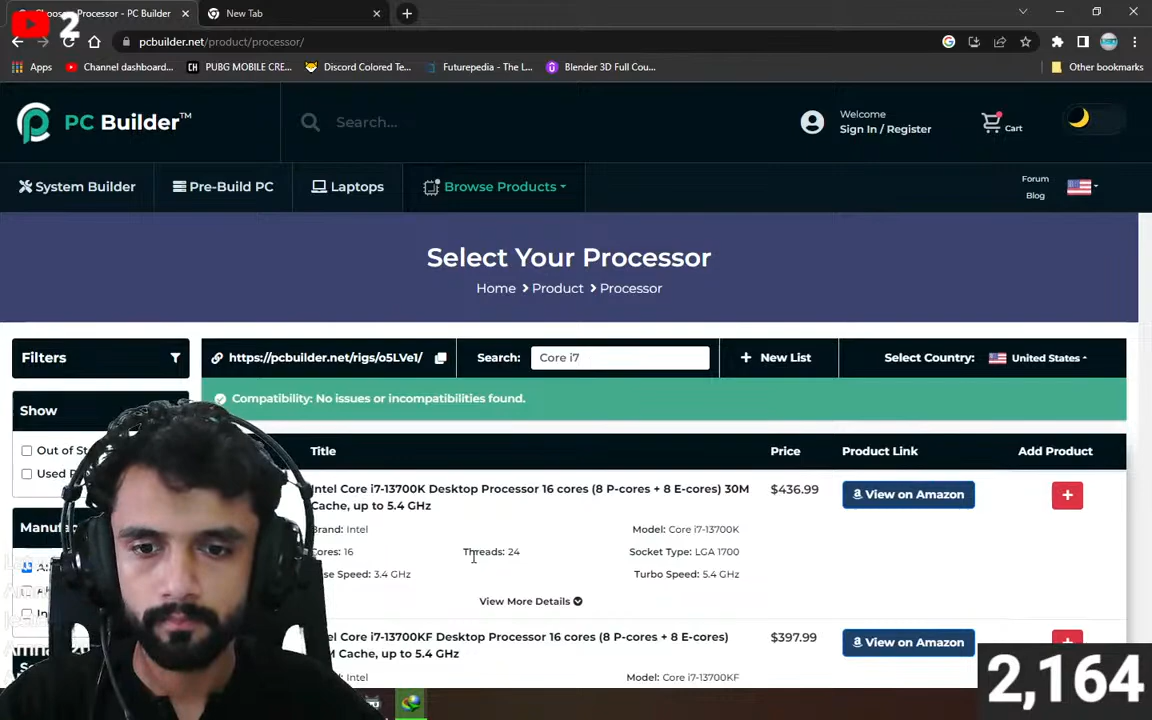 Choose Processor - PC Builder
New Tab
2
pcbuilder.net/product/processor/
Apps
Channel dashboard...
PUBG MOBILE CRE...
Discord Colored Te...
Futurepedia - The L...
Blender 3D Full Cou...
Other bookmarks
PC Builder™
Search...
Welcome
Sign In / Register
Cart
System Builder
Pre-Build PC
Laptops
Browse Products
Forum
Blog
Select Your Processor
Home > Product > Processor
Filters
https://pcbuilder.net/rigs/o5LVe1/
Search: Core i7
+ New List
Select Country: United States
Compatibility: No issues or incompatibilities found.
Show
Out of St
Used P
Manufa
Title
Price
Product Link
Add Product
Intel Core i7-13700K Desktop Processor 16 cores (8 P-cores + 8 E-cores) 30M
Cache, up to 5.4 GHz
$436.99
View on Amazon
+
Brand: Intel
Model: Core i7-13700K
Cores: 16
Threads: 24
Socket Type: LGA 1700
se Speed: 3.4 GHz
Turbo Speed: 5.4 GHz
View More Details
el Core i7-13700KF Desktop Processor 16 cores (8 P-cores + 8 E-cores)
M Cache, up to 5.4 GHz
$397.99
View on Amazon
Intel
Model: Core i7-13700KF
2,164